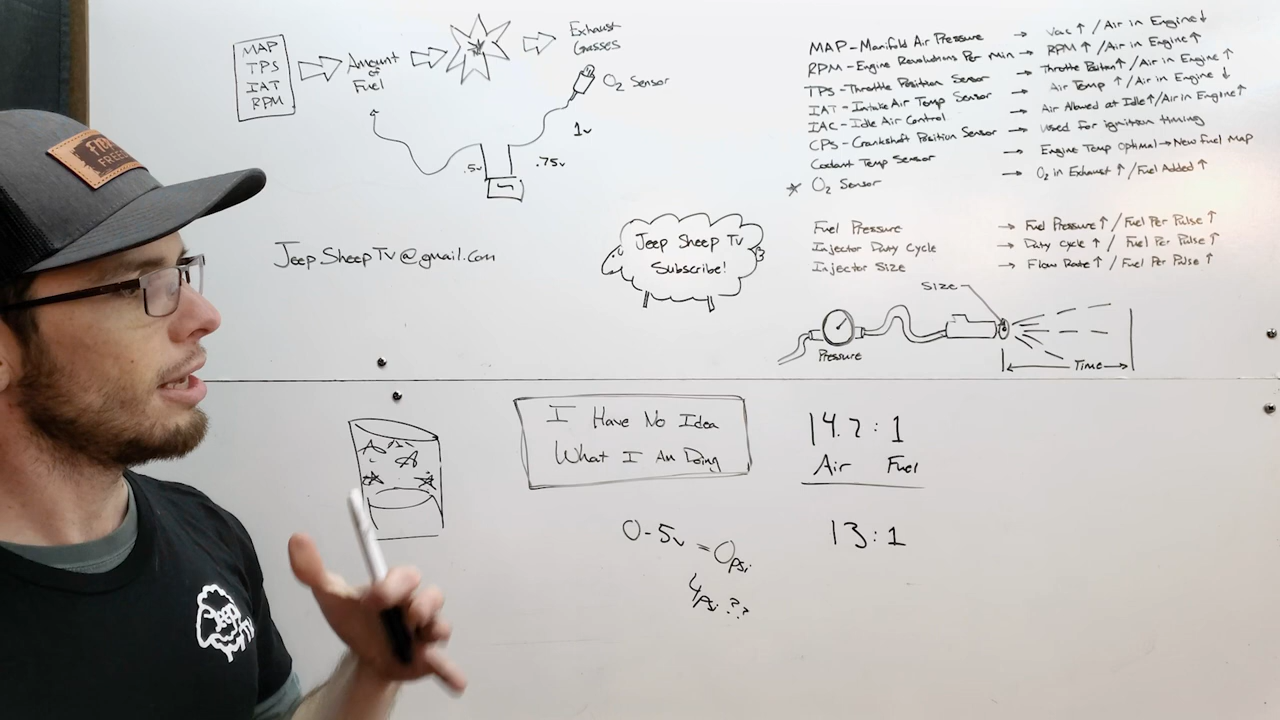 MAP
TPS
IAT
RPM
Amount
of
Fuel
Exhaust
Gasses
O2 Sensor
1v
.5v
.75v
JeepSheepTv@gmail.com
Jeep Sheep Tv
Subscribe!
MAP - Manifold Air Pressure → Vac ↑ / Air in Engine ↓
RPM - Engine Revolutions Per Min → RPM ↑ / Air in Engine ↑
TPS - Throttle Position Sensor → Throttle Positon ↑ / Air in Engine ↑
IAT - Intake Air Temp Sensor → Air Temp ↑ / Air in Engine ↓
IAC - Idle Air Control → Air Allowed at Idle ↑ / Air in Engine ↑
CPS - Crankshaft Position Sensor → Used for ignition timing
Coolant Temp Sensor → Engine Temp Optimal → New fuel map
* O2 Sensor → O2 in Exhaust ↑ / Fuel Added ↑
Fuel Pressure → Fuel Pressure ↑ / Fuel Per Pulse ↑
Injector Duty Cycle → Duty Cycle ↑ / Fuel Per Pulse ↑
Injector Size → Flow Rate ↑ / Fuel Per Pulse ↑
Size
Pressure
Time
I Have No Idea
What I Am Doing
14.7 : 1
Air Fuel
13 : 1
0-5v = 0psi
4psi ??
FREE
Jeep